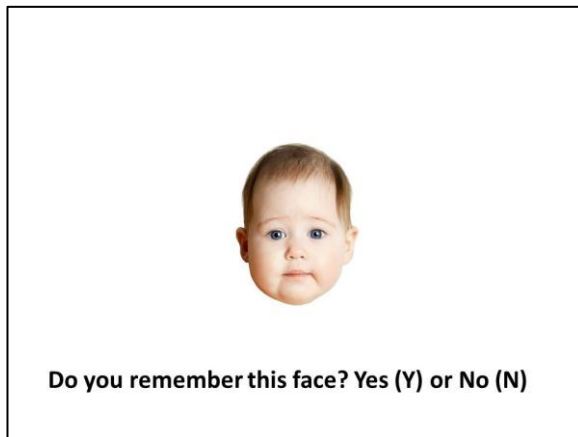 Do you remember this face? Yes (Y) or No (N)